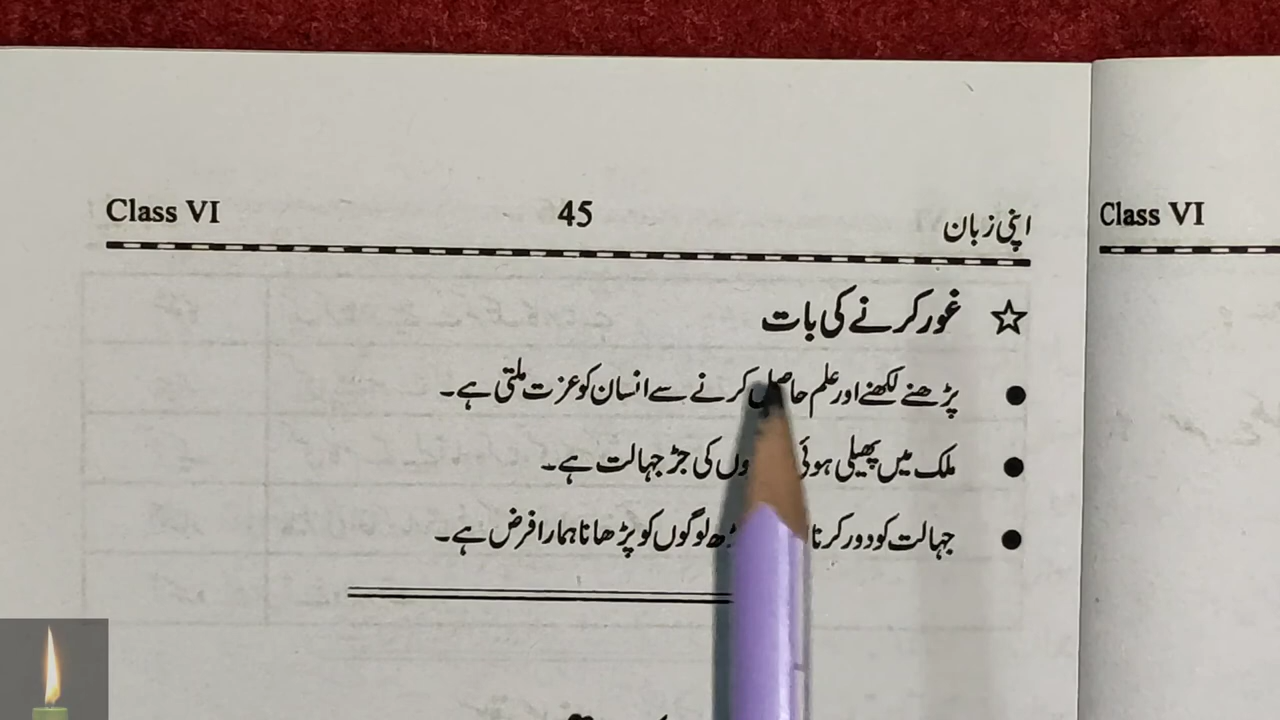 Class VI 45 اپنی زبان
☆ غور کرنے کی بات
● پڑھنے لکھنے اور علم حاصل کرنے سے انسان کو عزت ملتی ہے۔
● ملک میں پھیلی ہوئی کی جڑ جہالت ہے۔
● جہالت کو دور کرنا لوگوں کو پڑھانا ہمارا فرض ہے۔
Class VI